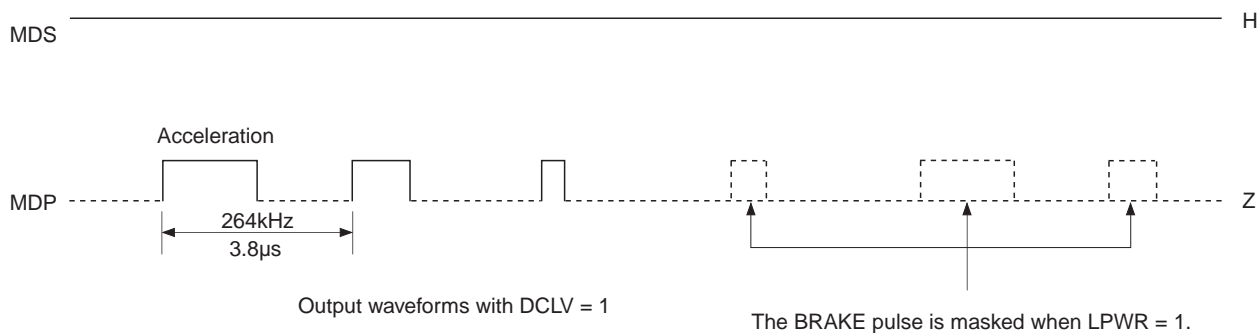 MDS H
Acceleration
MDP Z
264kHz
3.8µs
Output waveforms with DCLV = 1
The BRAKE pulse is masked when LPWR = 1.